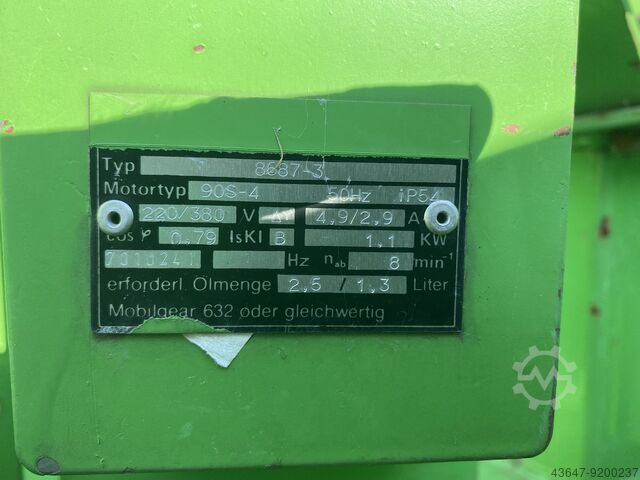 Typ 8687-3
Motortyp 90S-4 50Hz IP54
220/380 V 4,9/2,9 A
cos φ 0,79 IsKl B 1,1 KW
Hz nab 8 min⁻¹
erforderl. Ölmenge 2,5 / 1,3 Liter
Mobilgear 632 oder gleichwertig
43647-9200237